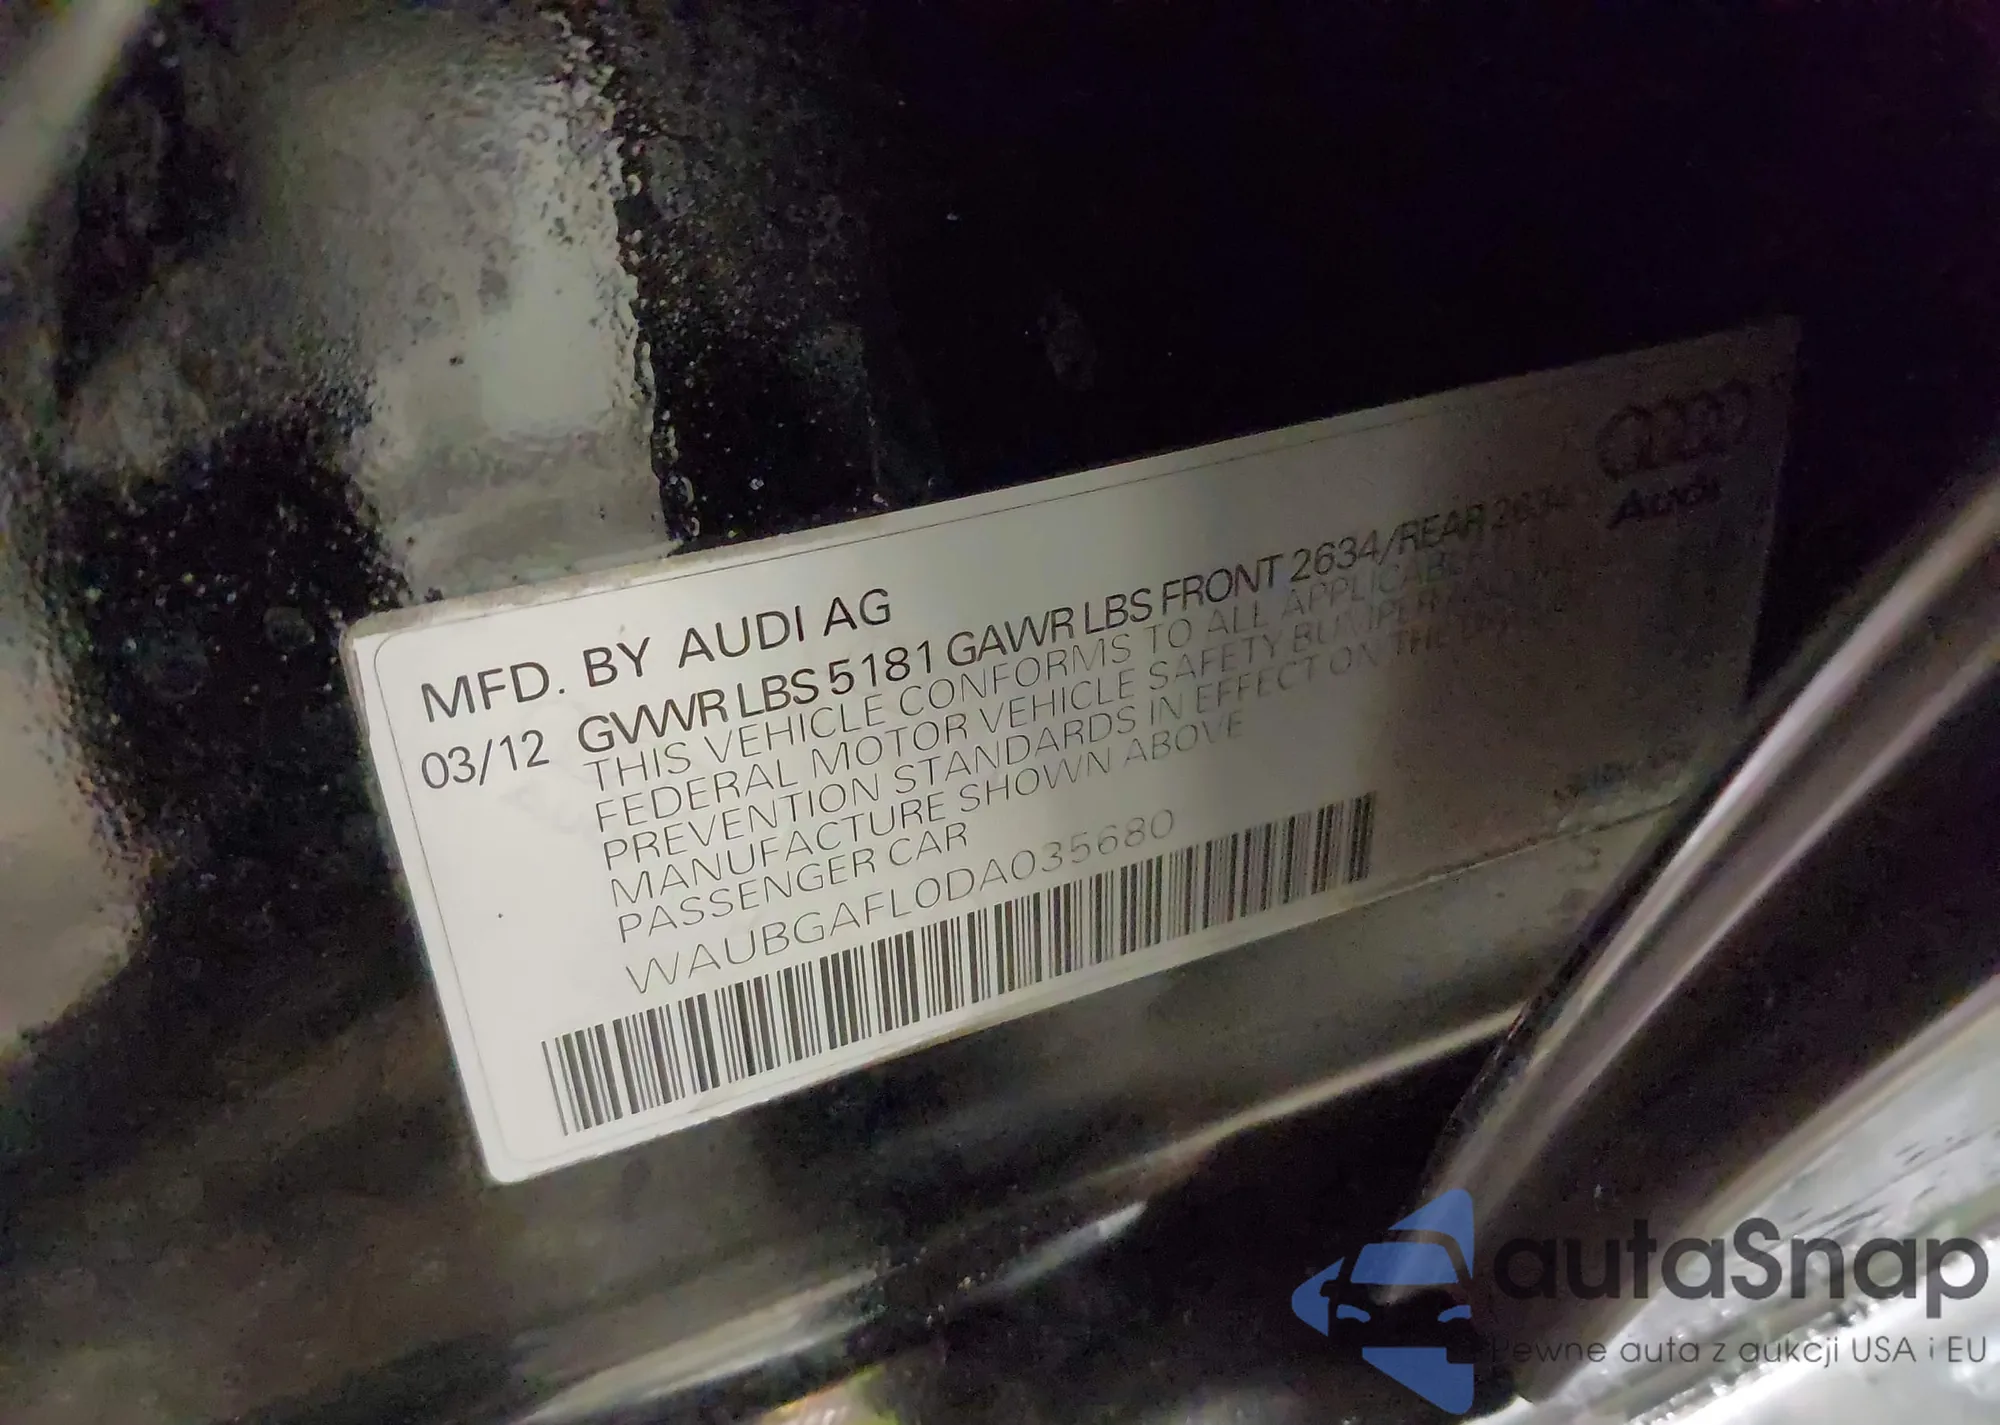 Audi
MFD. BY AUDI AG
03/12 GVWR LBS 5181 GAWR LBS FRONT 2634/REAR 2634
THIS VEHICLE CONFORMS TO ALL APPLICABLE
FEDERAL MOTOR VEHICLE SAFETY BUMPER AND
PREVENTION STANDARDS IN EFFECT ON THE
MANUFACTURE SHOWN ABOVE
PASSENGER CAR
WAUBGAFL0DA035680
autaSnap
Pewne auta z aukcji USA i EU